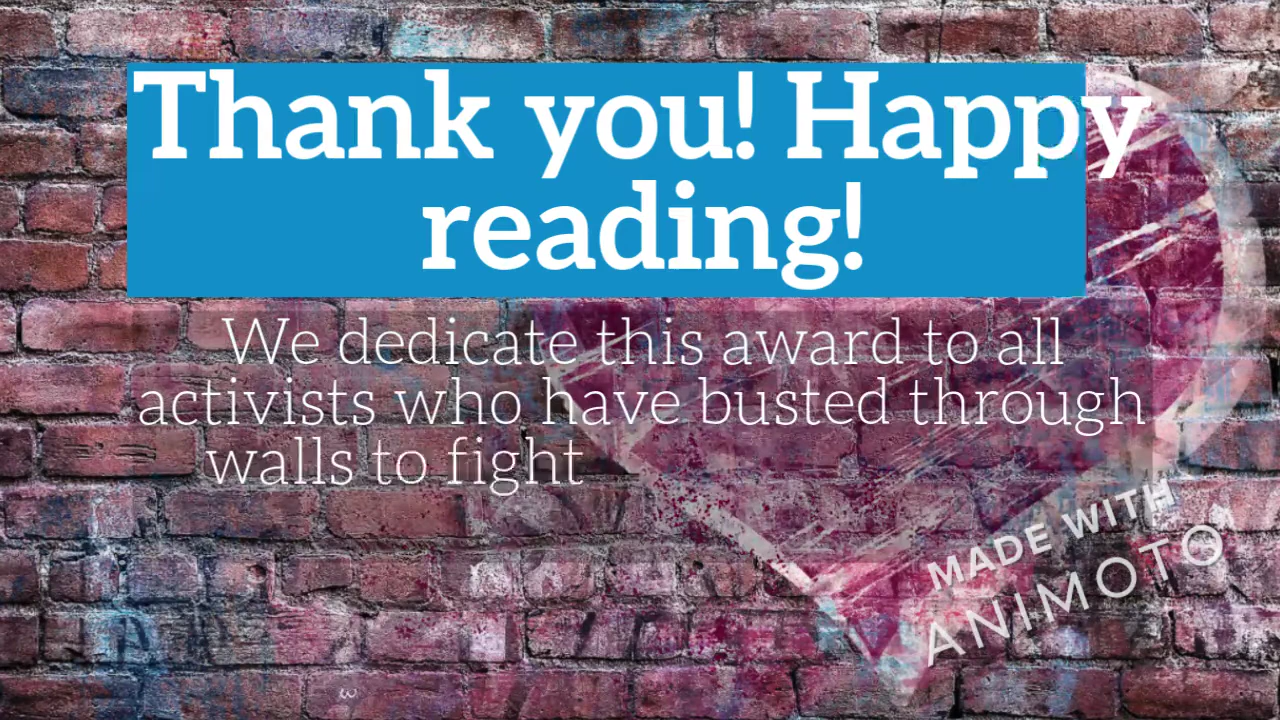 Thank you! Happy
reading!
We dedicate this award to all
activists who have busted through
walls to fight
MADE WITH
ANIMOTO